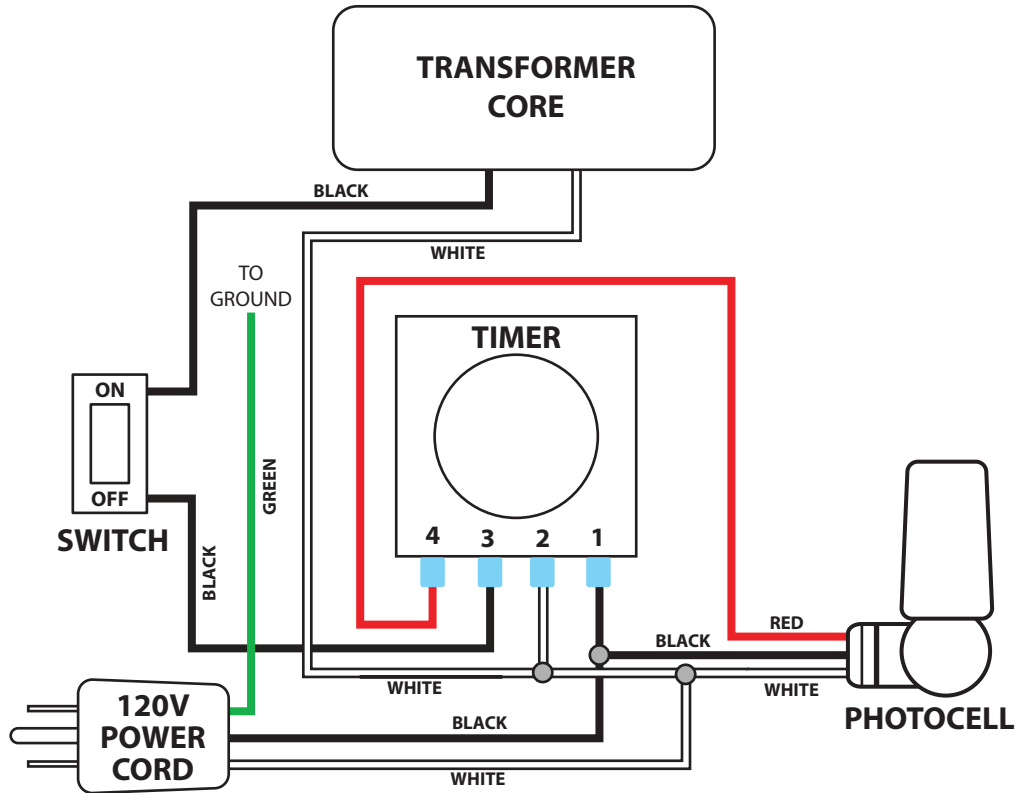 TRANSFORMER
CORE
BLACK
WHITE
TO
GROUND
TIMER
ON
OFF
SWITCH
GREEN
BLACK
4 3 2 1
RED
BLACK
WHITE
WHITE
PHOTOCELL
120V
POWER
CORD
BLACK
WHITE